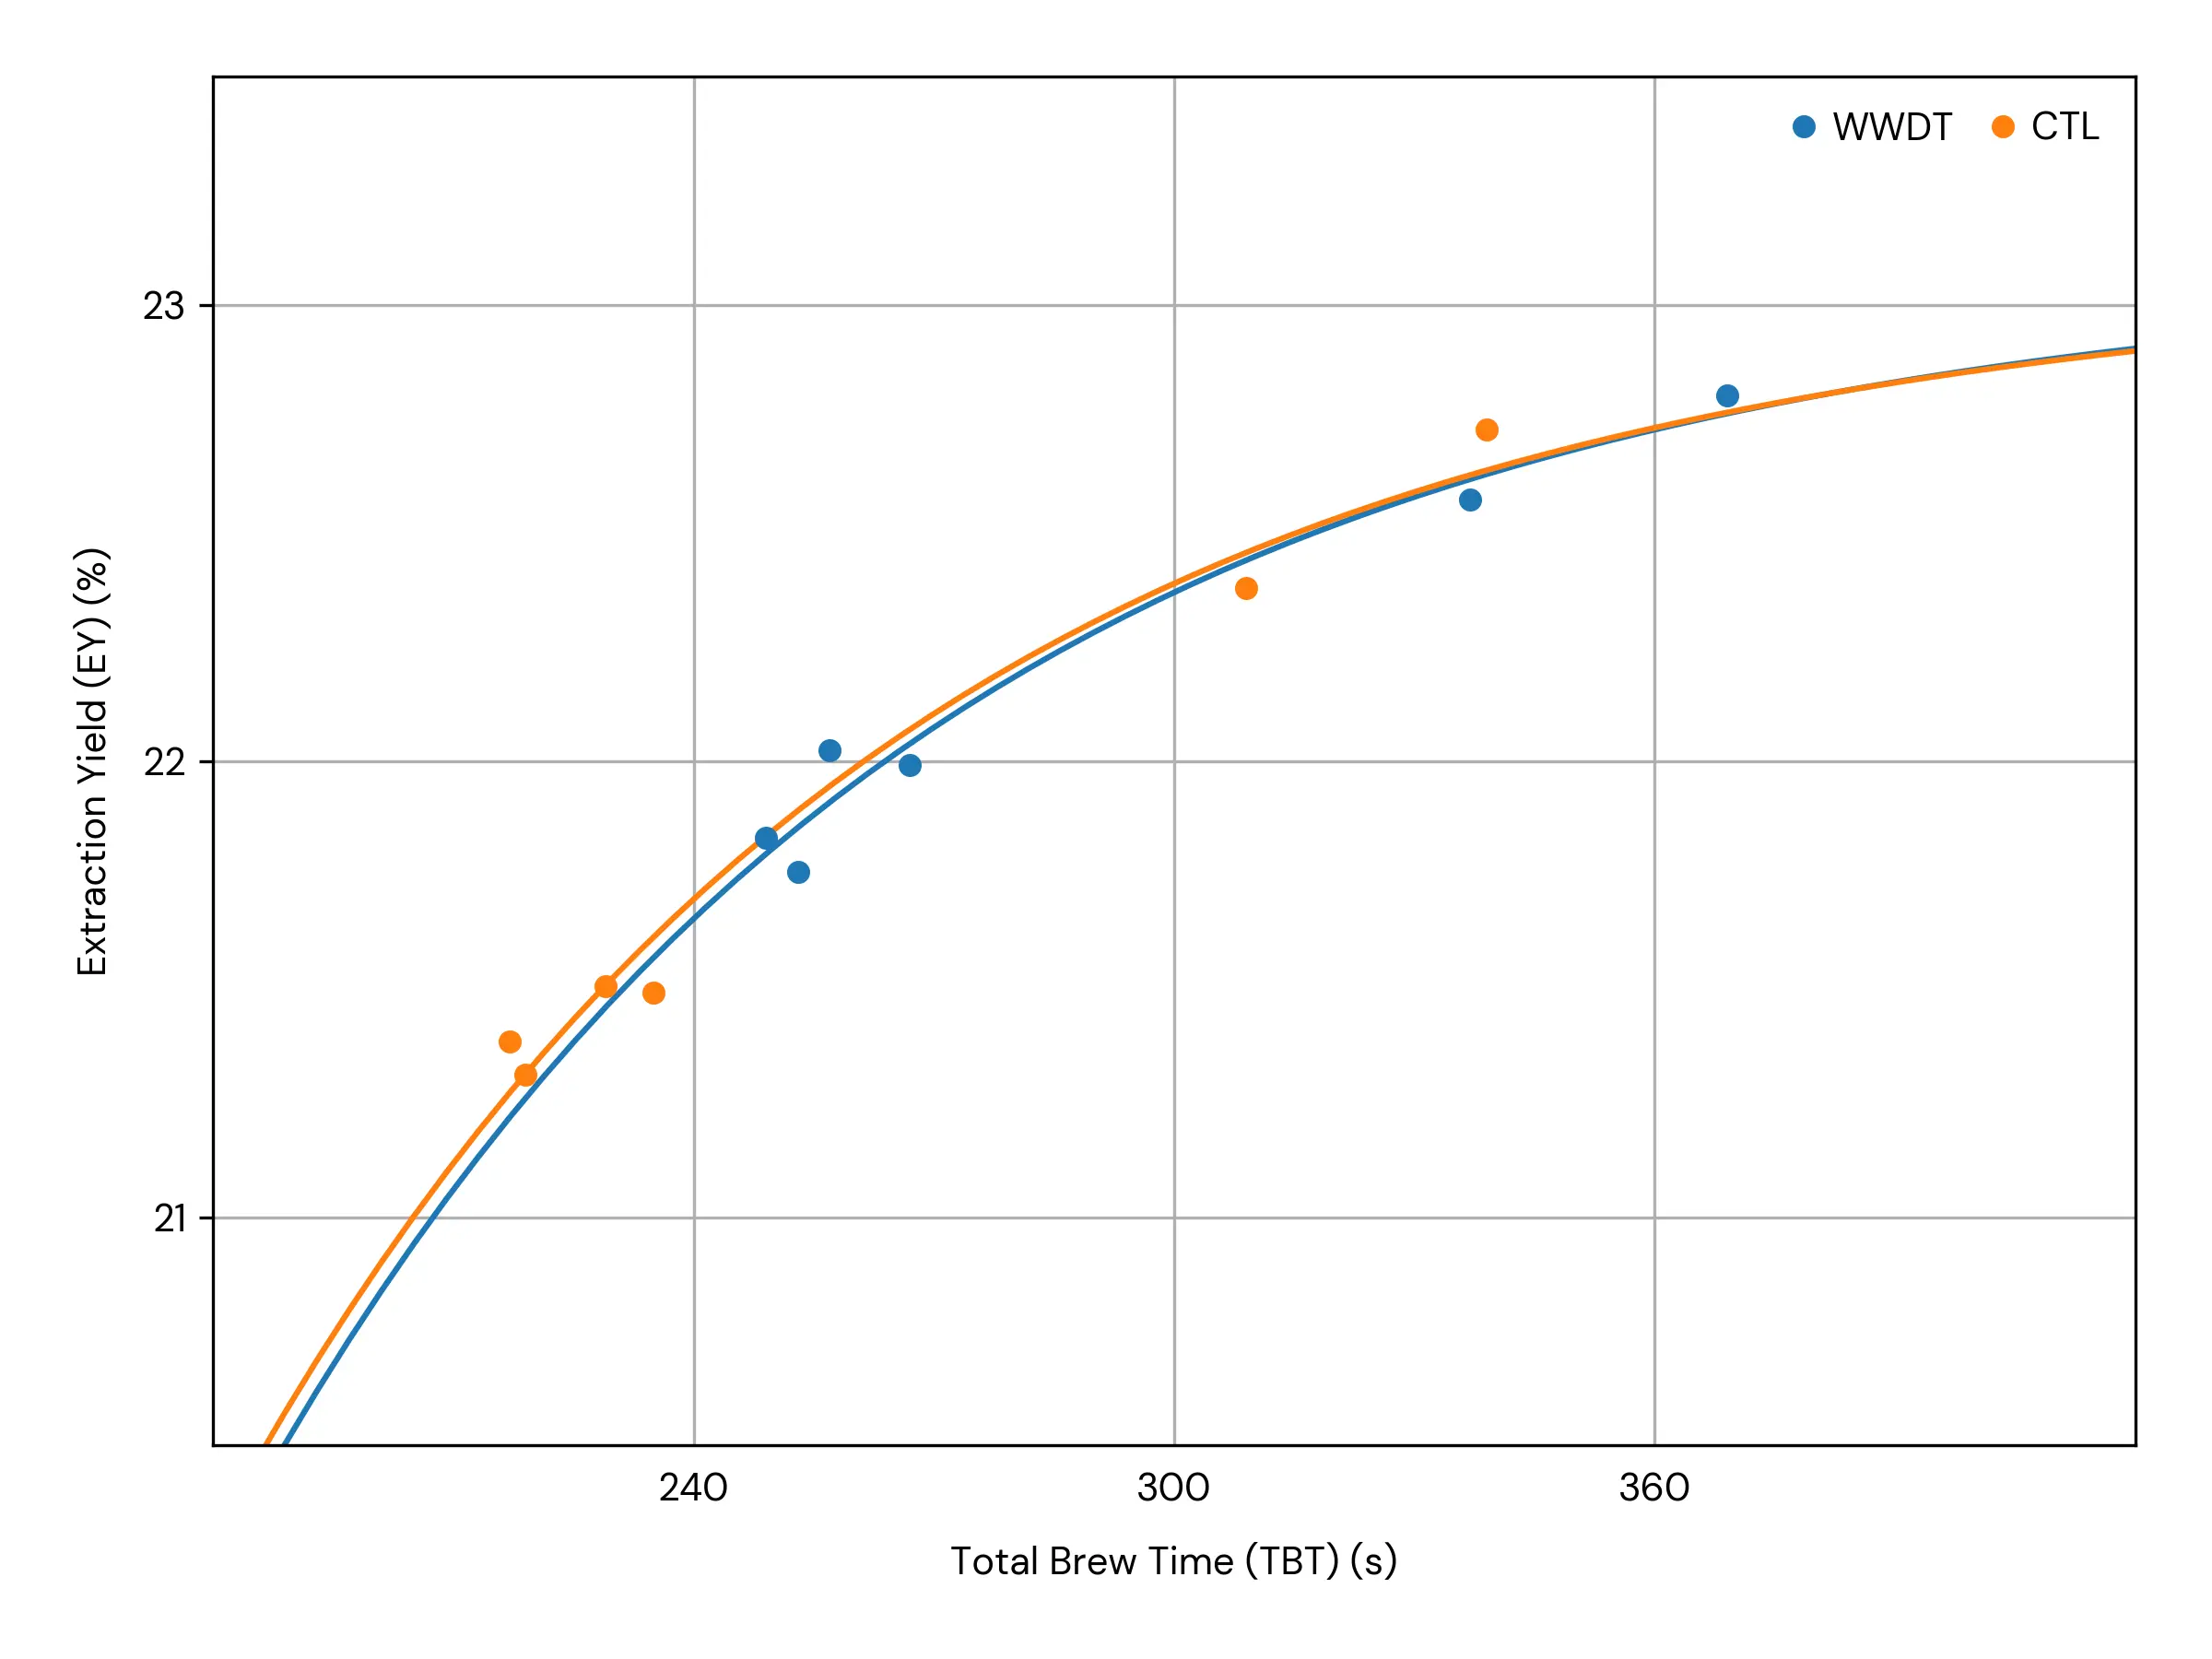 WWDT CTL
23
22
21
Extraction Yield (EY) (%)
240 300 360
Total Brew Time (TBT) (s)